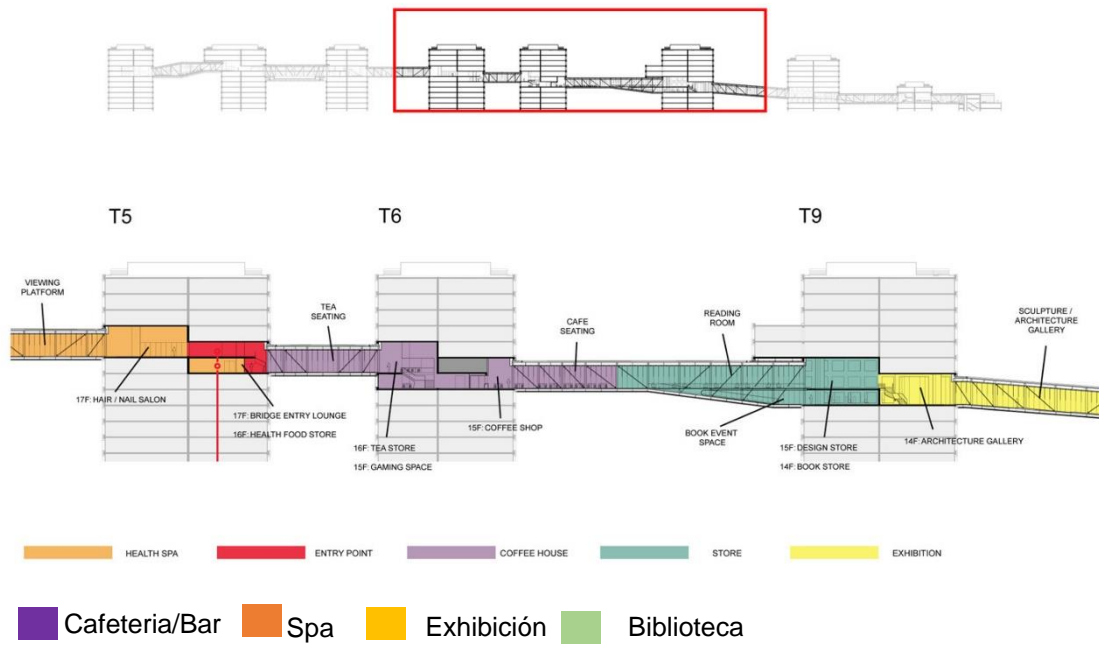 T5
T6
T9
VIEWING
PLATFORM
TEA
SEATING
CAFE
SEATING
READING
ROOM
SCULPTURE /
ARCHITECTURE
GALLERY
17F: HAIR / NAIL SALON
17F: BRIDGE ENTRY LOUNGE
16F: HEALTH FOOD STORE
16F: TEA STORE
15F: GAMING SPACE
15F: COFFEE SHOP
BOOK EVENT
SPACE
15F: DESIGN STORE
14F: BOOK STORE
14F: ARCHITECTURE GALLERY
HEALTH SPA
ENTRY POINT
COFFEE HOUSE
STORE
EXHIBITION
Cafeteria/Bar
Spa
Exhibición
Biblioteca